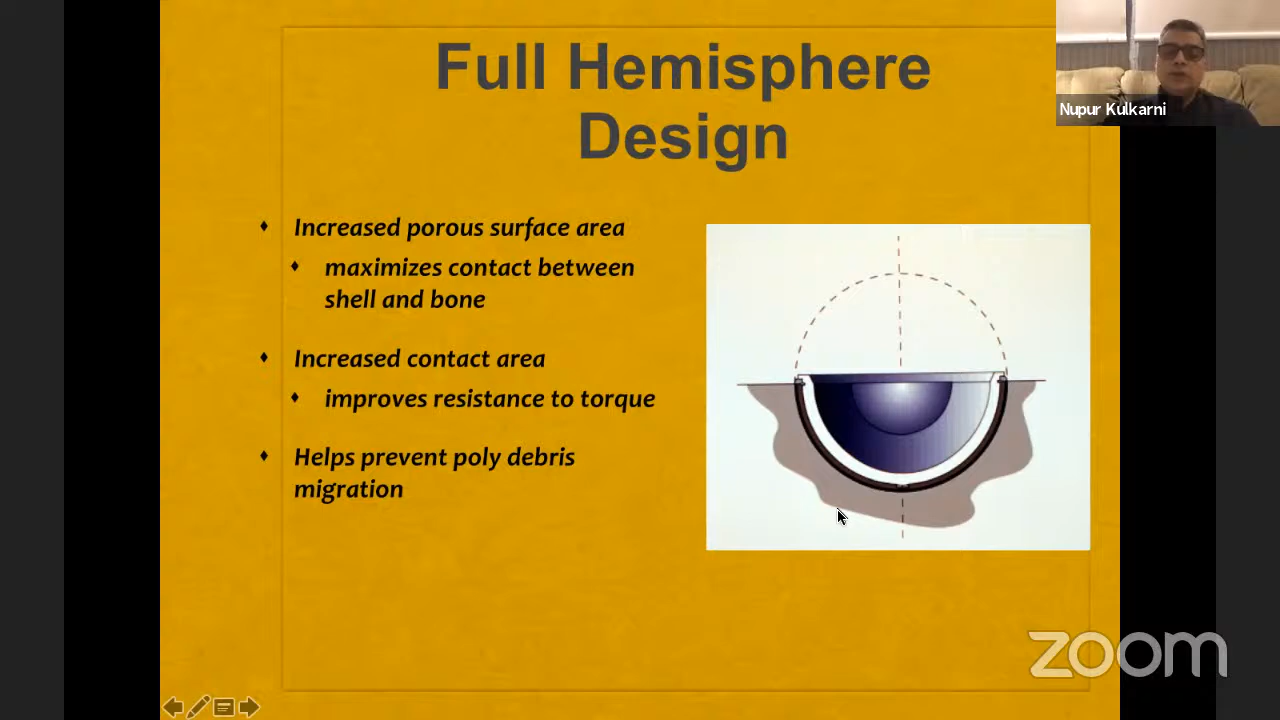 Full Hemisphere
Design
Nupur Kulkarni
♦ Increased porous surface area
♦ maximizes contact between
shell and bone
♦ Increased contact area
♦ improves resistance to torque
♦ Helps prevent poly debris
migration
zoom